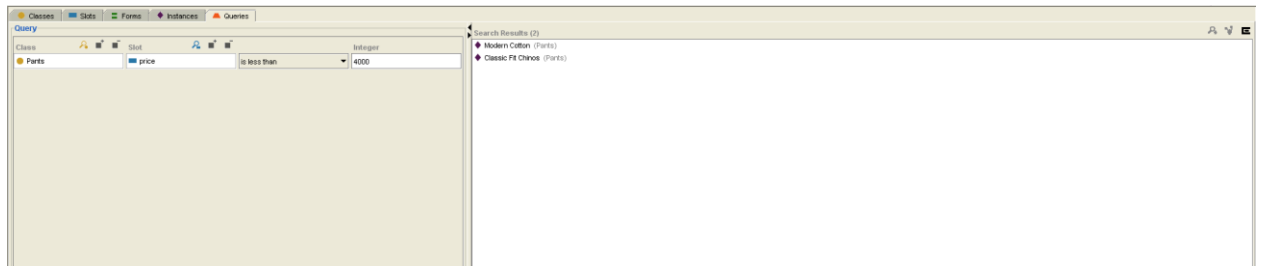 Classes Slots Forms Instances Queries
Query
Class Slot Integer
Pants price is less than 4000
Search Results (2)
Modern Cotton (Pants)
Classic Fit Chinos (Pants)